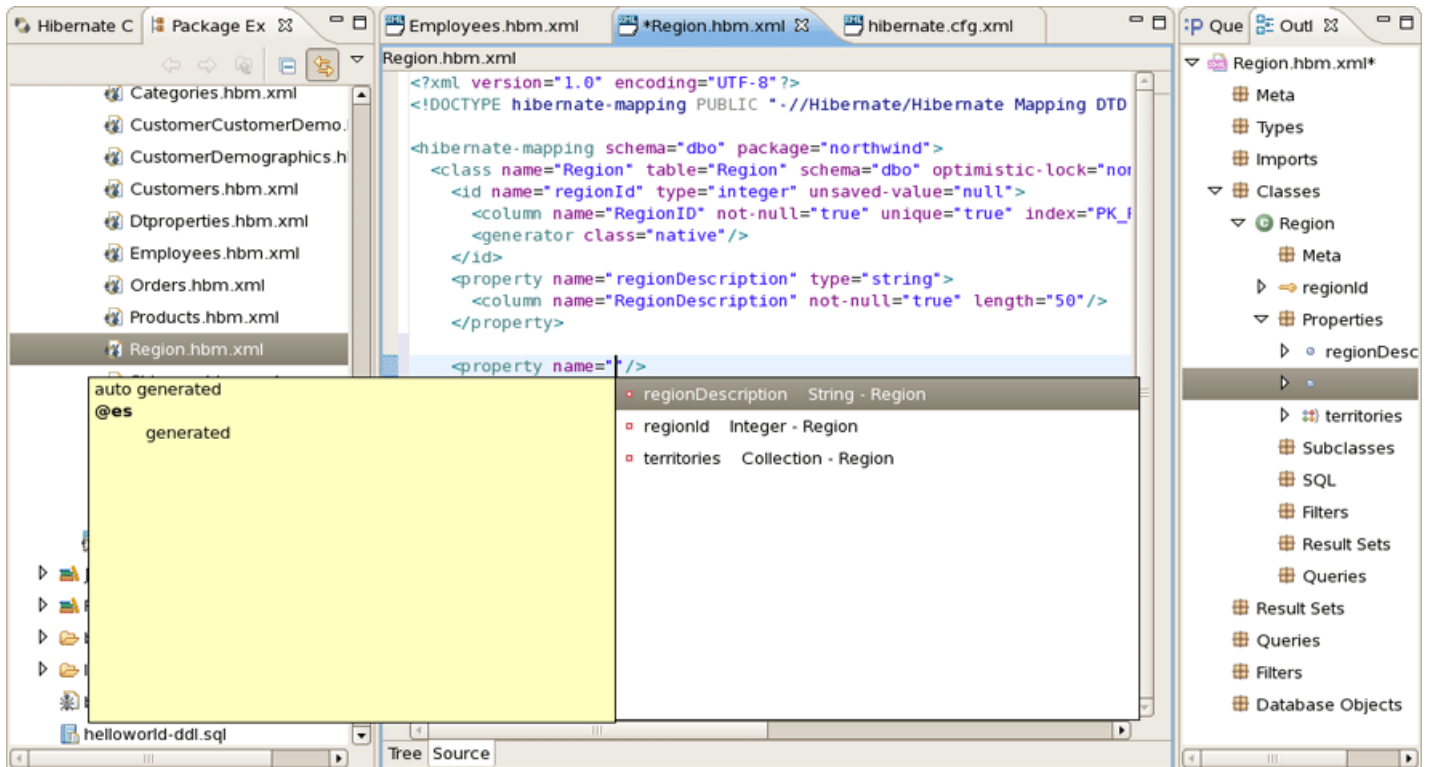 Hibernate C
Package Ex
Categories.hbm.xml
CustomerCustomerDemo.
CustomerDemographics.h
Customers.hbm.xml
Dtproperties.hbm.xml
Employees.hbm.xml
Orders.hbm.xml
Products.hbm.xml
Region.hbm.xml
helloworld-ddl.sql
Employees.hbm.xml
*Region.hbm.xml
hibernate.cfg.xml
Region.hbm.xml
<?xml version="1.0" encoding="UTF-8"?>
<!DOCTYPE hibernate-mapping PUBLIC "-//Hibernate/Hibernate Mapping DTD
<hibernate-mapping schema="dbo" package="northwind">
<class name="Region" table="Region" schema="dbo" optimistic-lock="nor
<id name="regionId" type="integer" unsaved-value="null">
<column name="RegionID" not-null="true" unique="true" index="PK_F
<generator class="native"/>
</id>
<property name="regionDescription" type="string">
<column name="RegionDescription" not-null="true" length="50"/>
</property>
<property name=""/>
auto generated
@es
generated
regionDescription String - Region
regionId Integer - Region
territories Collection - Region
Tree Source
:P Que
Outl
Region.hbm.xml*
Meta
Types
Imports
Classes
Region
Meta
regionId
Properties
regionDesc
territories
Subclasses
SQL
Filters
Result Sets
Queries
Result Sets
Queries
Filters
Database Objects